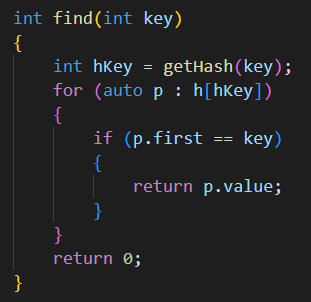 int find(int key)
{
    int hKey = getHash(key);
    for (auto p : h[hKey])
    {
        if (p.first == key)
        {
            return p.value;
        }
    }
    return 0;
}